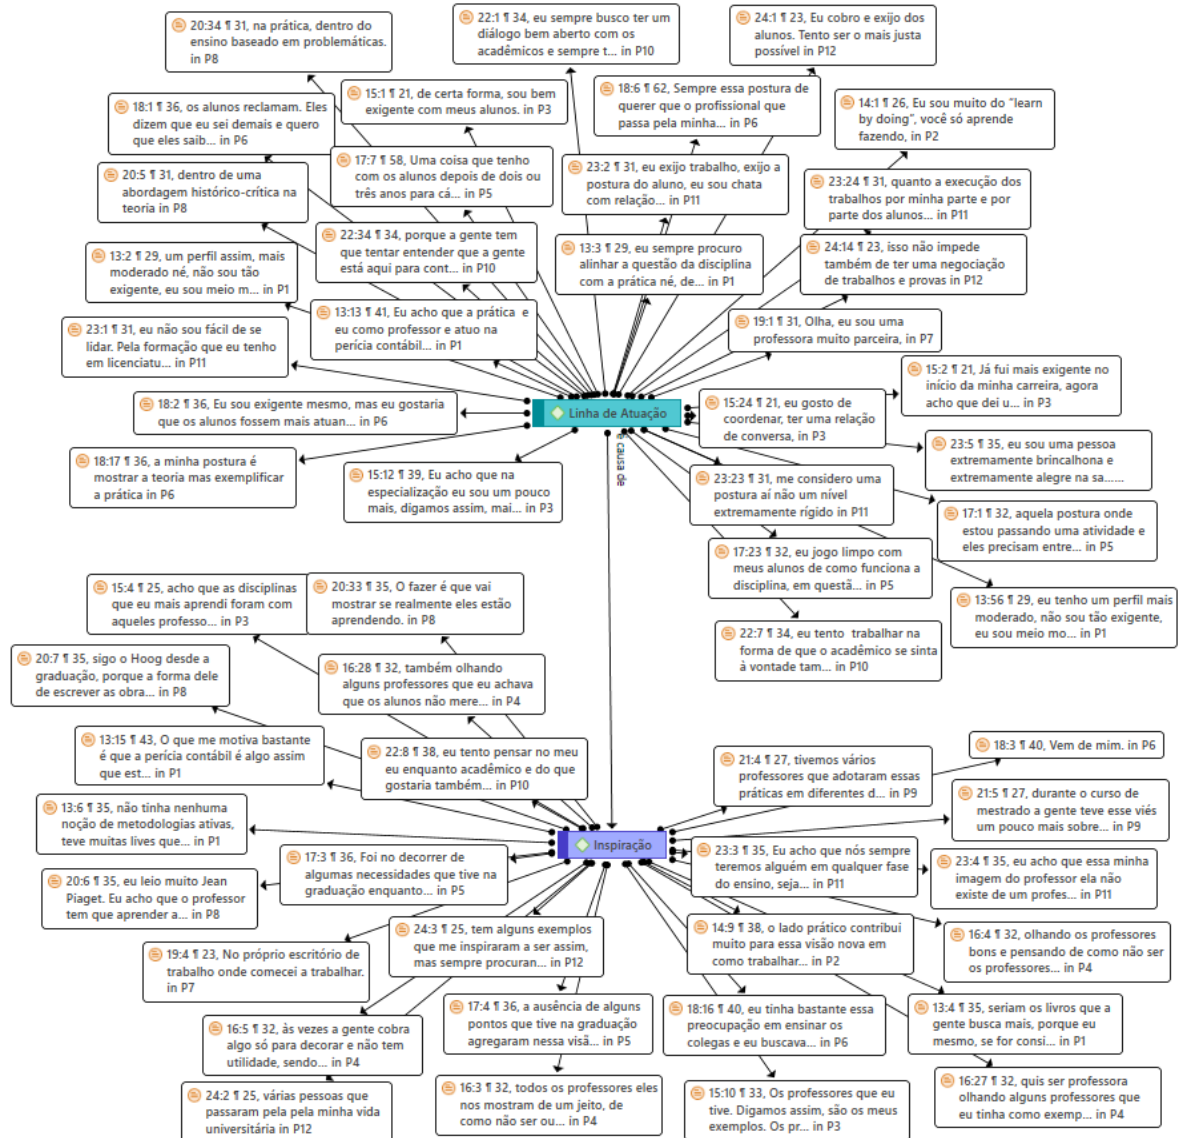 20:34 ¶ 31, na prática, dentro do
ensino baseado em problemáticas.
in P8
22:1 ¶ 34, eu sempre busco ter um
diálogo bem aberto com os
acadêmicos e sempre t... in P10
24:1 ¶ 23, Eu cobro e exijo dos
alunos. Tento ser o mais justa
possível in P12
18:1 ¶ 36, os alunos reclamam. Eles
dizem que eu sei demais e quero
que eles saib... in P6
15:1 ¶ 21, de certa forma, sou bem
exigente com meus alunos. in P3
18:6 ¶ 62, Sempre essa postura de
querer que o profissional que
passa pela minha... in P6
14:1 ¶ 26, Eu sou muito do “learn
by doing”, você só aprende
fazendo, in P2
20:5 ¶ 31, dentro de uma
abordagem histórico-crítica na
teoria in P8
17:7 ¶ 58, Uma coisa que tenho
com os alunos depois de dois ou
três anos para cá... in P5
23:2 ¶ 31, eu exijo trabalho, exijo a
postura do aluno, eu sou chata
com relação... in P11
23:24 ¶ 31, quanto a execução dos
trabalhos por minha parte e por
parte dos alunos... in P11
13:2 ¶ 29, um perfil assim, mais
moderado né, não sou tão
exigente, eu sou meio m... in P1
22:34 ¶ 34, porque a gente tem
que tentar entender que a gente
está aqui para cont... in P10
13:3 ¶ 29, eu sempre procuro
alinhar a questão da disciplina
com a prática né, de... in P1
24:14 ¶ 23, isso não impede
também de ter uma negociação
de trabalhos e provas in P12
23:1 ¶ 31, eu não sou fácil de se
lidar. Pela formação que eu tenho
em licenciatu... in P11
13:13 ¶ 41, Eu acho que a prática e
eu como professor e atuo na
perícia contábil... in P1
19:1 ¶ 31, Olha, eu sou uma
professora muito parceira, in P7
15:2 ¶ 21, Já fui mais exigente no
início da minha carreira, agora
acho que dei u... in P3
18:2 ¶ 36, Eu sou exigente mesmo, mas eu gostaria
que os alunos fossem mais atuan... in P6
Linha de Atuação
15:24 ¶ 21, eu gosto de
coordenar, ter uma relação
de conversa, in P3
23:5 ¶ 35, eu sou uma pessoa
extremamente brincalhona e
extremamente alegre na sa......
18:17 ¶ 36, a minha postura é
mostrar a teoria mas exemplificar
a prática in P6
15:12 ¶ 39, Eu acho que na
especialização eu sou um pouco
mais, digamos assim, mai... in P3
é causa de
23:23 ¶ 31, me considero uma
postura aí não um nível
extremamente rígido in P11
17:1 ¶ 32, aquela postura onde
estou passando uma atividade e
eles precisam entre... in P5
17:23 ¶ 32, eu jogo limpo com
meus alunos de como funciona a
disciplina, em questã... in P5
13:56 ¶ 29, eu tenho um perfil mais
moderado, não sou tão exigente,
eu sou meio mo... in P1
22:7 ¶ 34, eu tento trabalhar na
forma de que o acadêmico se sinta
à vontade tam... in P10
15:4 ¶ 25, acho que as disciplinas
que eu mais aprendi foram com
aqueles professo... in P3
20:33 ¶ 35, O fazer é que vai
mostrar se realmente eles estão
aprendendo. in P8
20:7 ¶ 35, sigo o Hoog desde a
graduação, porque a forma dele
de escrever as obra... in P8
16:28 ¶ 32, também olhando
alguns professores que eu achava
que os alunos não mere... in P4
13:15 ¶ 43, O que me motiva bastante
é que a perícia contábil é algo assim
que est... in P1
22:8 ¶ 38, eu tento pensar no meu
eu enquanto acadêmico e do que
gostaria também... in P10
21:4 ¶ 27, tivemos vários
professores que adotaram essas
práticas em diferentes d... in P9
18:3 ¶ 40, Vem de mim. in P6
13:6 ¶ 35, não tinha nenhuma
noção de metodologias ativas,
teve muitas lives que... in P1
21:5 ¶ 27, durante o curso de
mestrado a gente teve esse viés
um pouco mais sobre... in P9
Inspiração
17:3 ¶ 36, Foi no decorrer de
algumas necessidades que tive na
graduação enquanto... in P5
23:3 ¶ 35, Eu acho que nós sempre
teremos alguém em qualquer fase
do ensino, seja... in P11
23:4 ¶ 35, eu acho que essa minha
imagem do professor ela não
existe de um profes... in P11
20:6 ¶ 35, eu leio muito Jean
Piaget. Eu acho que o professor
tem que aprender a... in P8
24:3 ¶ 25, tem alguns exemplos
que me inspiraram a ser assim,
mas sempre procuran... in P12
14:9 ¶ 38, o lado prático contribui
muito para essa visão nova em
como trabalhar... in P2
16:4 ¶ 32, olhando os professores
bons e pensando de como não ser
os professores... in P4
19:4 ¶ 23, No próprio escritório de
trabalho onde comecei a trabalhar.
in P7
16:5 ¶ 32, às vezes a gente cobra
algo só para decorar e não tem
utilidade, sendo... in P4
17:4 ¶ 36, a ausência de alguns
pontos que tive na graduação
agregaram nessa visã... in P5
18:16 ¶ 40, eu tinha bastante essa
preocupação em ensinar os
colegas e eu buscava... in P6
13:4 ¶ 35, seriam os livros que a
gente busca mais, porque eu
mesmo, se for consi... in P1
24:2 ¶ 25, várias pessoas que
passaram pela pela minha vida
universitária in P12
16:3 ¶ 32, todos os professores eles
nos mostram de um jeito, de
como não ser ou... in P4
15:10 ¶ 33, Os professores que eu
tive. Digamos assim, são os meus
exemplos. Os pr... in P3
16:27 ¶ 32, quis ser professora
olhando alguns professores que
eu tinha como exemp... in P4